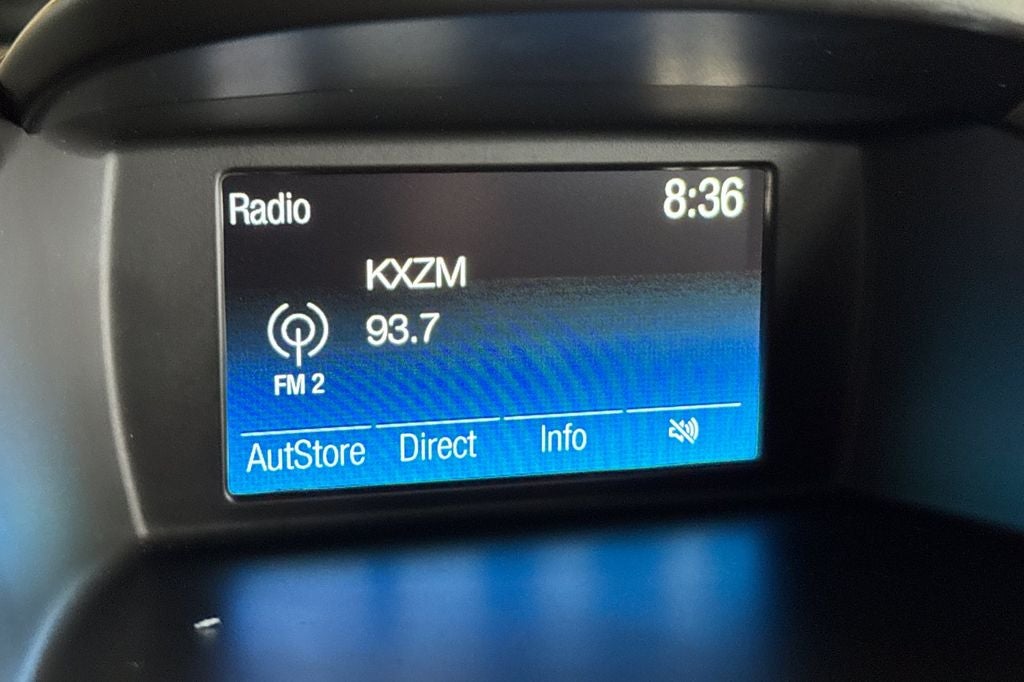 Radio 8:36
KXZM
93.7
FM 2
AutStore Direct Info